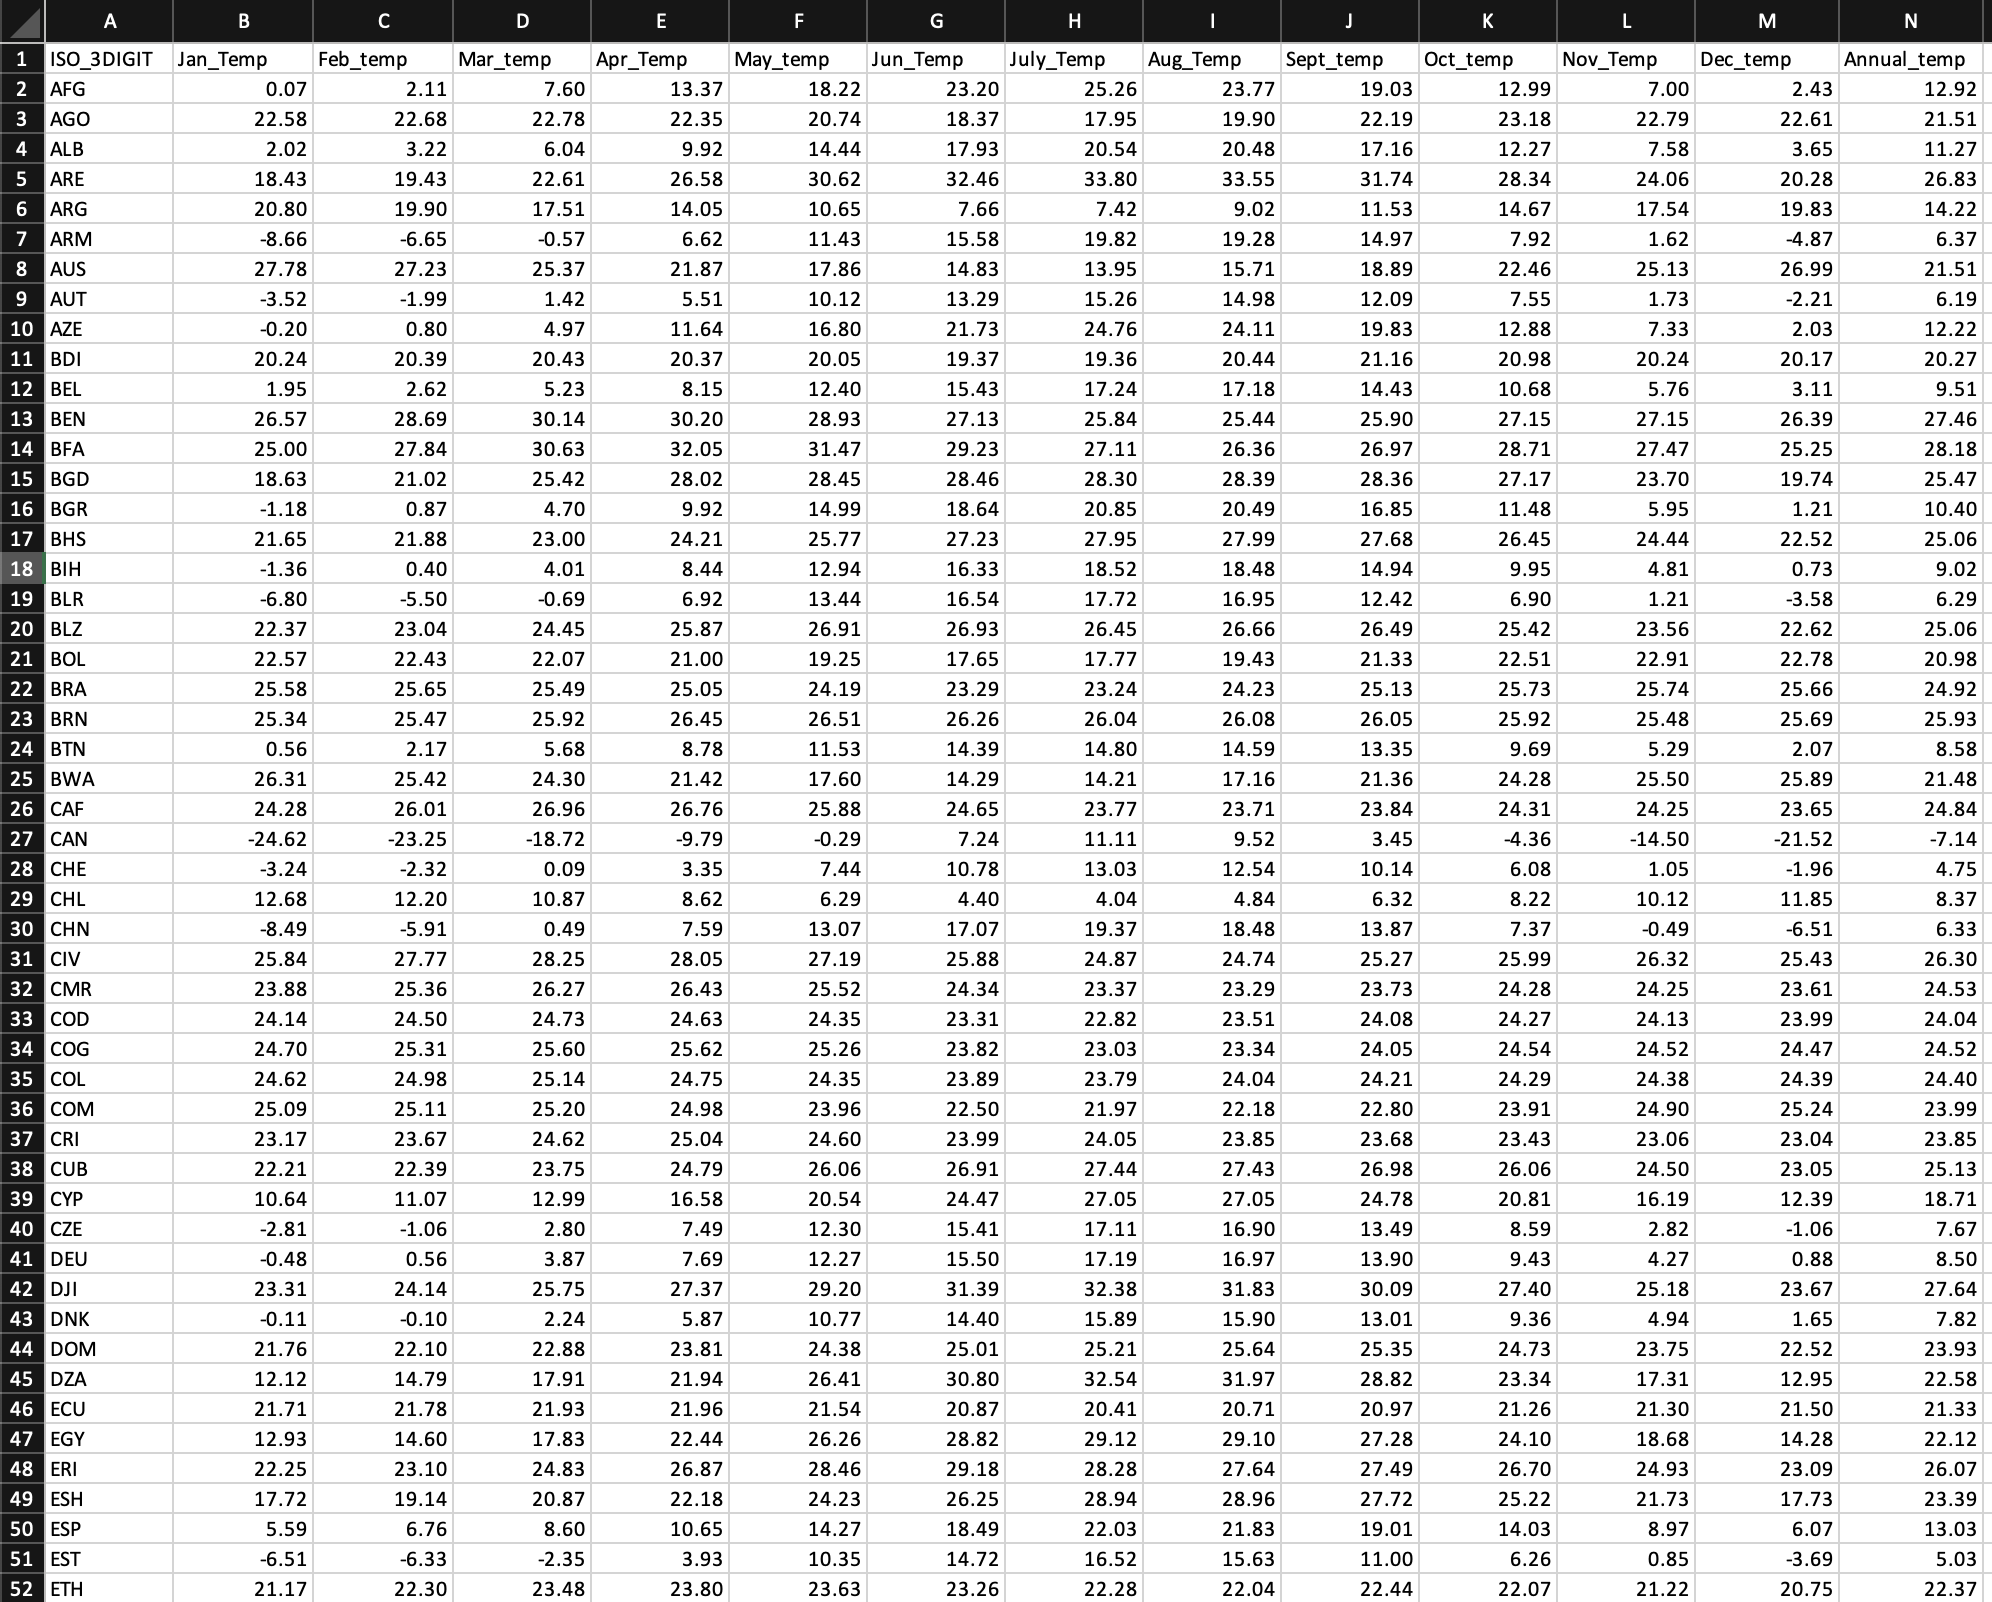 A B C D E F G H I J K L M N
1 ISO_3DIGIT Jan_Temp Feb_temp Mar_temp Apr_Temp May_temp Jun_Temp July_Temp Aug_Temp Sept_temp Oct_temp Nov_Temp Dec_temp Annual_temp
2 AFG 0.07 2.11 7.60 13.37 18.22 23.20 25.26 23.77 19.03 12.99 7.00 2.43 12.92
3 AGO 22.58 22.68 22.78 22.35 20.74 18.37 17.95 19.90 22.19 23.18 22.79 22.61 21.51
4 ALB 2.02 3.22 6.04 9.92 14.44 17.93 20.54 20.48 17.16 12.27 7.58 3.65 11.27
5 ARE 18.43 19.43 22.61 26.58 30.62 32.46 33.80 33.55 31.74 28.34 24.06 20.28 26.83
6 ARG 20.80 19.90 17.51 14.05 10.65 7.66 7.42 9.02 11.53 14.67 17.54 19.83 14.22
7 ARM -8.66 -6.65 -0.57 6.62 11.43 15.58 19.82 19.28 14.97 7.92 1.62 -4.87 6.37
8 AUS 27.78 27.23 25.37 21.87 17.86 14.83 13.95 15.71 18.89 22.46 25.13 26.99 21.51
9 AUT -3.52 -1.99 1.42 5.51 10.12 13.29 15.26 14.98 12.09 7.55 1.73 -2.21 6.19
10 AZE -0.20 0.80 4.97 11.64 16.80 21.73 24.76 24.11 19.83 12.88 7.33 2.03 12.22
11 BDI 20.24 20.39 20.43 20.37 20.05 19.37 19.36 20.44 21.16 20.98 20.24 20.17 20.27
12 BEL 1.95 2.62 5.23 8.15 12.40 15.43 17.24 17.18 14.43 10.68 5.76 3.11 9.51
13 BEN 26.57 28.69 30.14 30.20 28.93 27.13 25.84 25.44 25.90 27.15 27.15 26.39 27.46
14 BFA 25.00 27.84 30.63 32.05 31.47 29.23 27.11 26.36 26.97 28.71 27.47 25.25 28.18
15 BGD 18.63 21.02 25.42 28.02 28.45 28.46 28.30 28.39 28.36 27.17 23.70 19.74 25.47
16 BGR -1.18 0.87 4.70 9.92 14.99 18.64 20.85 20.49 16.85 11.48 5.95 1.21 10.40
17 BHS 21.65 21.88 23.00 24.21 25.77 27.23 27.95 27.99 27.68 26.45 24.44 22.52 25.06
18 BIH -1.36 0.40 4.01 8.44 12.94 16.33 18.52 18.48 14.94 9.95 4.81 0.73 9.02
19 BLR -6.80 -5.50 -0.69 6.92 13.44 16.54 17.72 16.95 12.42 6.90 1.21 -3.58 6.29
20 BLZ 22.37 23.04 24.45 25.87 26.91 26.93 26.45 26.66 26.49 25.42 23.56 22.62 25.06
21 BOL 22.57 22.43 22.07 21.00 19.25 17.65 17.77 19.43 21.33 22.51 22.91 22.78 20.98
22 BRA 25.58 25.65 25.49 25.05 24.19 23.29 23.24 24.23 25.13 25.73 25.74 25.66 24.92
23 BRN 25.34 25.47 25.92 26.45 26.51 26.26 26.04 26.08 26.05 25.92 25.48 25.69 25.93
24 BTN 0.56 2.17 5.68 8.78 11.53 14.39 14.80 14.59 13.35 9.69 5.29 2.07 8.58
25 BWA 26.31 25.42 24.30 21.42 17.60 14.29 14.21 17.16 21.36 24.28 25.50 25.89 21.48
26 CAF 24.28 26.01 26.96 26.76 25.88 24.65 23.77 23.71 23.84 24.31 24.25 23.65 24.84
27 CAN -24.62 -23.25 -18.72 -9.79 -0.29 7.24 11.11 9.52 3.45 -4.36 -14.50 -21.52 -7.14
28 CHE -3.24 -2.32 0.09 3.35 7.44 10.78 13.03 12.54 10.14 6.08 1.05 -1.96 4.75
29 CHL 12.68 12.20 10.87 8.62 6.29 4.40 4.04 4.84 6.32 8.22 10.12 11.85 8.37
30 CHN -8.49 -5.91 0.49 7.59 13.07 17.07 19.37 18.48 13.87 7.37 -0.49 -6.51 6.33
31 CIV 25.84 27.77 28.25 28.05 27.19 25.88 24.87 24.74 25.27 25.99 26.32 25.43 26.30
32 CMR 23.88 25.36 26.27 26.43 25.52 24.34 23.37 23.29 23.73 24.28 24.25 23.61 24.53
33 COD 24.14 24.50 24.73 24.63 24.35 23.31 22.82 23.51 24.08 24.27 24.13 23.99 24.04
34 COG 24.70 25.31 25.60 25.62 25.26 23.82 23.03 23.34 24.05 24.54 24.52 24.47 24.52
35 COL 24.62 24.98 25.14 24.75 24.35 23.89 23.79 24.04 24.21 24.29 24.38 24.39 24.40
36 COM 25.09 25.11 25.20 24.98 23.96 22.50 21.97 22.18 22.80 23.91 24.90 25.24 23.99
37 CRI 23.17 23.67 24.62 25.04 24.60 23.99 24.05 23.85 23.68 23.43 23.06 23.04 23.85
38 CUB 22.21 22.39 23.75 24.79 26.06 26.91 27.44 27.43 26.98 26.06 24.50 23.05 25.13
39 CYP 10.64 11.07 12.99 16.58 20.54 24.47 27.05 27.05 24.78 20.81 16.19 12.39 18.71
40 CZE -2.81 -1.06 2.80 7.49 12.30 15.41 17.11 16.90 13.49 8.59 2.82 -1.06 7.67
41 DEU -0.48 0.56 3.87 7.69 12.27 15.50 17.19 16.97 13.90 9.43 4.27 0.88 8.50
42 DJI 23.31 24.14 25.75 27.37 29.20 31.39 32.38 31.83 30.09 27.40 25.18 23.67 27.64
43 DNK -0.11 -0.10 2.24 5.87 10.77 14.40 15.89 15.90 13.01 9.36 4.94 1.65 7.82
44 DOM 21.76 22.10 22.88 23.81 24.38 25.01 25.21 25.64 25.35 24.73 23.75 22.52 23.93
45 DZA 12.12 14.79 17.91 21.94 26.41 30.80 32.54 31.97 28.82 23.34 17.31 12.95 22.58
46 ECU 21.71 21.78 21.93 21.96 21.54 20.87 20.41 20.71 20.97 21.26 21.30 21.50 21.33
47 EGY 12.93 14.60 17.83 22.44 26.26 28.82 29.12 29.10 27.28 24.10 18.68 14.28 22.12
48 ERI 22.25 23.10 24.83 26.87 28.46 29.18 28.28 27.64 27.49 26.70 24.93 23.09 26.07
49 ESH 17.72 19.14 20.87 22.18 24.23 26.25 28.94 28.96 27.72 25.22 21.73 17.73 23.39
50 ESP 5.59 6.76 8.60 10.65 14.27 18.49 22.03 21.83 19.01 14.03 8.97 6.07 13.03
51 EST -6.51 -6.33 -2.35 3.93 10.35 14.72 16.52 15.63 11.00 6.26 0.85 -3.69 5.03
52 ETH 21.17 22.30 23.48 23.80 23.63 23.26 22.28 22.04 22.44 22.07 21.22 20.75 22.37